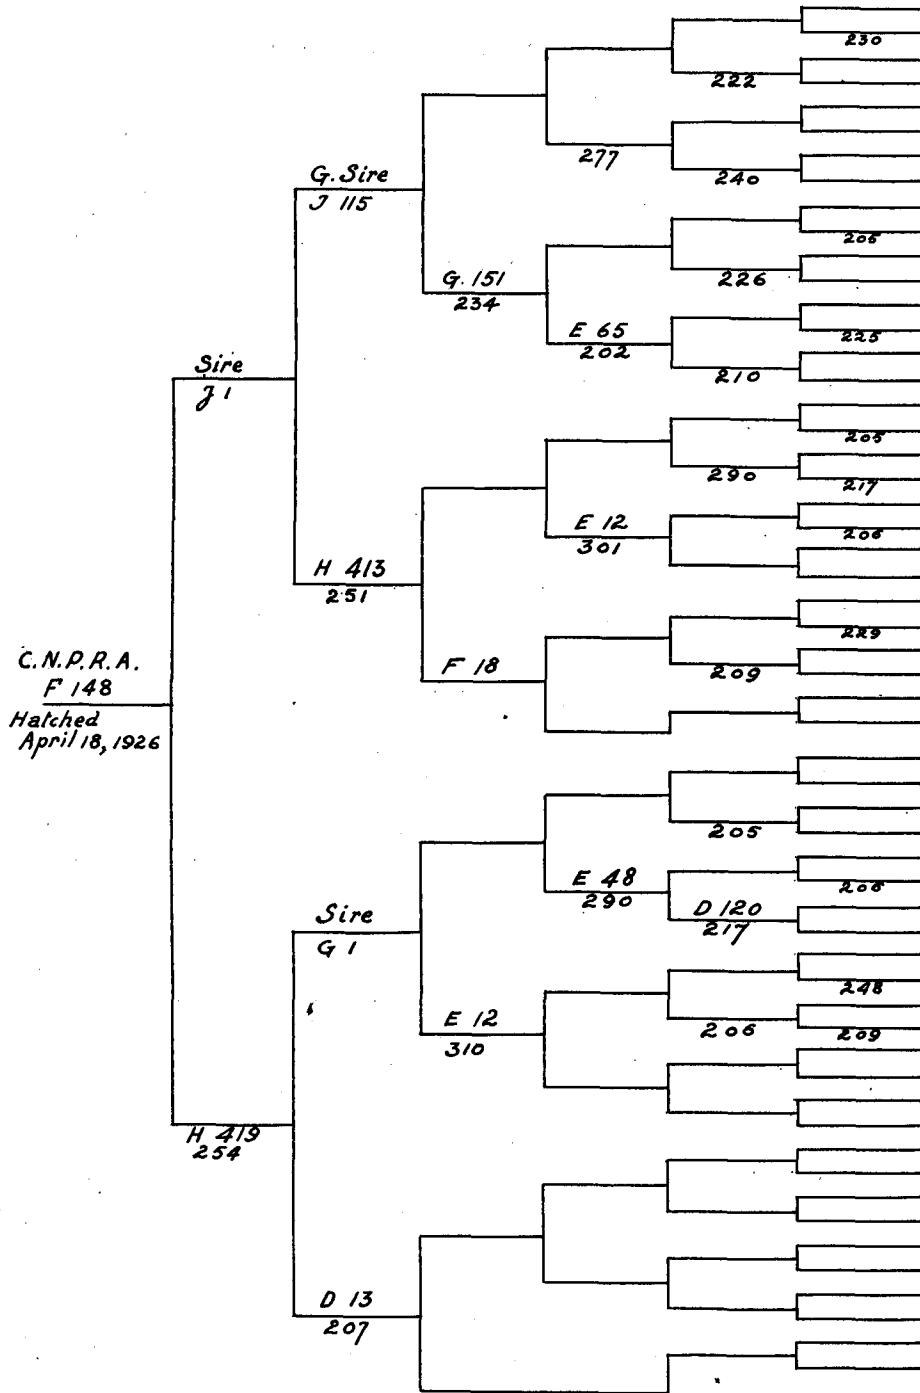 230
222
277
240
G. Sire
J 115
205
226
G. 151
234
E 65
202
225
210
Sire
J 1
205
290
217
E 12
301
206
H 413
251
229
209
F 18
C.N.P.R.A.
F 148
Hatched
April 18, 1926
205
E 48
290
206
D 120
217
Sire
G 1
248
E 12
310
206
209
H 419
254
D 13
207